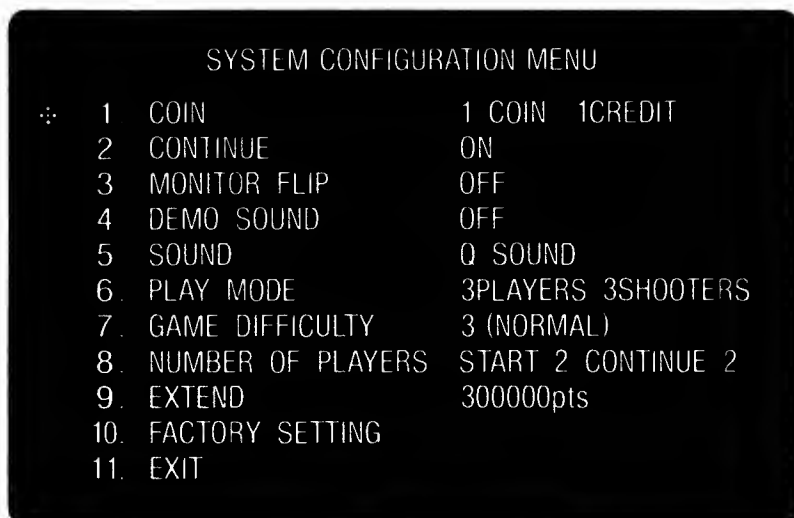 SYSTEM CONFIGURATION MENU
1 COIN 1 COIN 1CREDIT
2 CONTINUE ON
3 MONITOR FLIP OFF
4 DEMO SOUND OFF
5 SOUND Q SOUND
6. PLAY MODE 3PLAYERS 3SHOOTERS
7. GAME DIFFICULTY 3 (NORMAL)
8. NUMBER OF PLAYERS START 2 CONTINUE 2
9. EXTEND 300000pts
10. FACTORY SETTING
11. EXIT